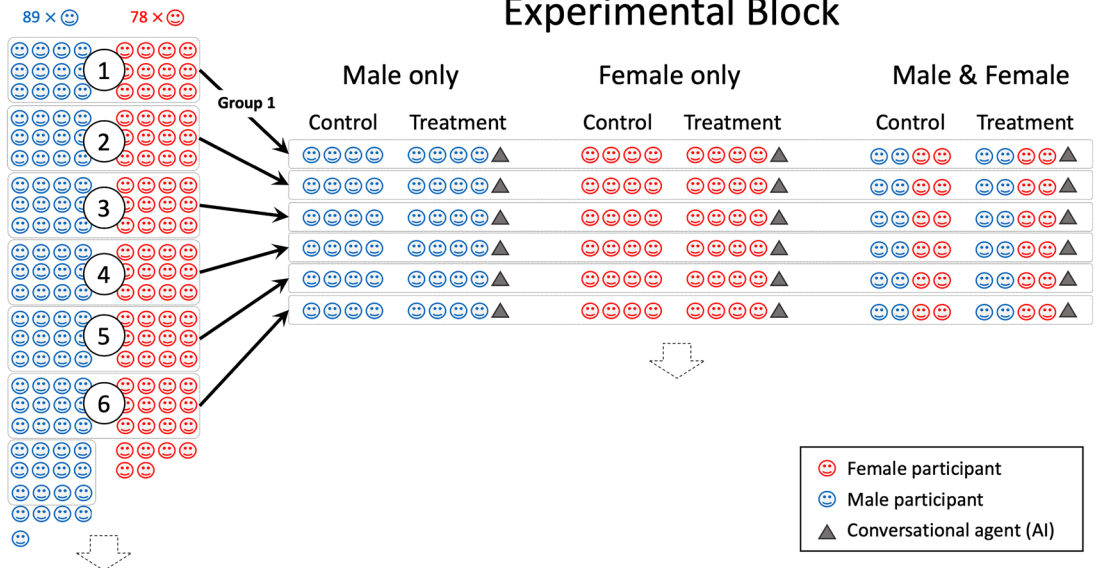 Experimental Block
89 × 78 ×
Male only Female only Male & Female
Group 1
Control Treatment Control Treatment Control Treatment
1
2
3
4
5
6
Female participant
Male participant
Conversational agent (AI)